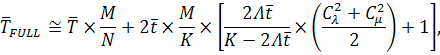 T̅_FULL ≅ T̅ × M/N + 2t̅ × M/K × [ 2Λt̅/(K − 2Λt̅) × ( (C_λ^2 + C_μ^2)/2 ) + 1 ],